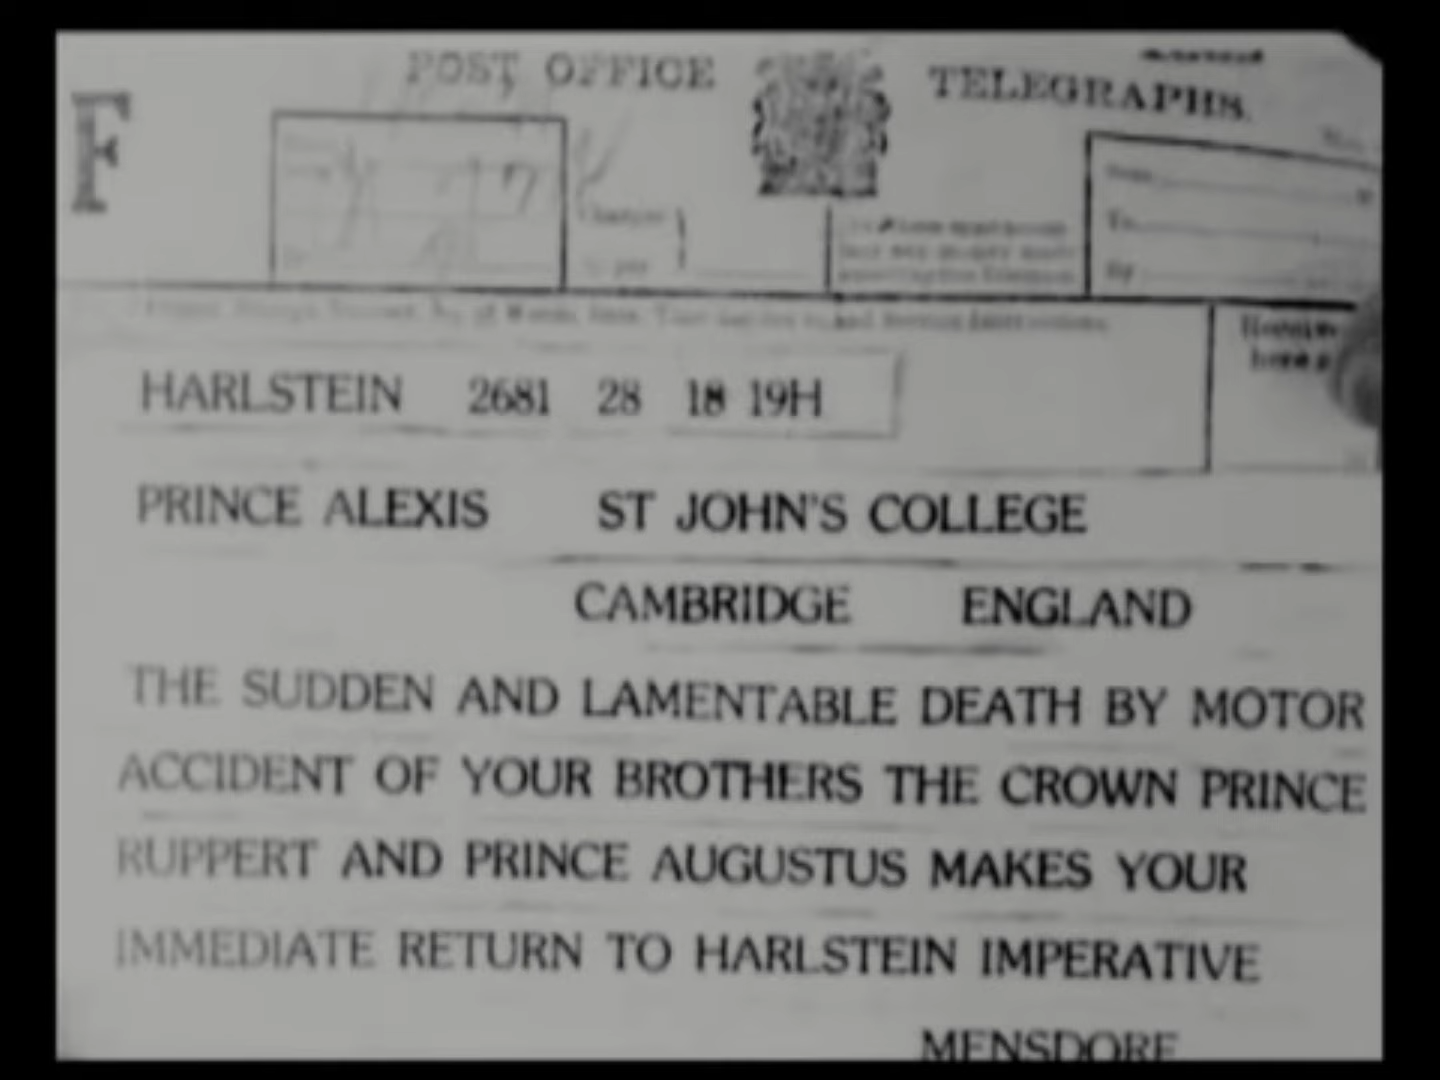 POST OFFICE TELEGRAPHS.
F
7
HARLSTEIN 2681 28 18 19H
PRINCE ALEXIS ST JOHN'S COLLEGE
CAMBRIDGE ENGLAND
THE SUDDEN AND LAMENTABLE DEATH BY MOTOR
ACCIDENT OF YOUR BROTHERS THE CROWN PRINCE
RUPPERT AND PRINCE AUGUSTUS MAKES YOUR
IMMEDIATE RETURN TO HARLSTEIN IMPERATIVE
MENSDORF